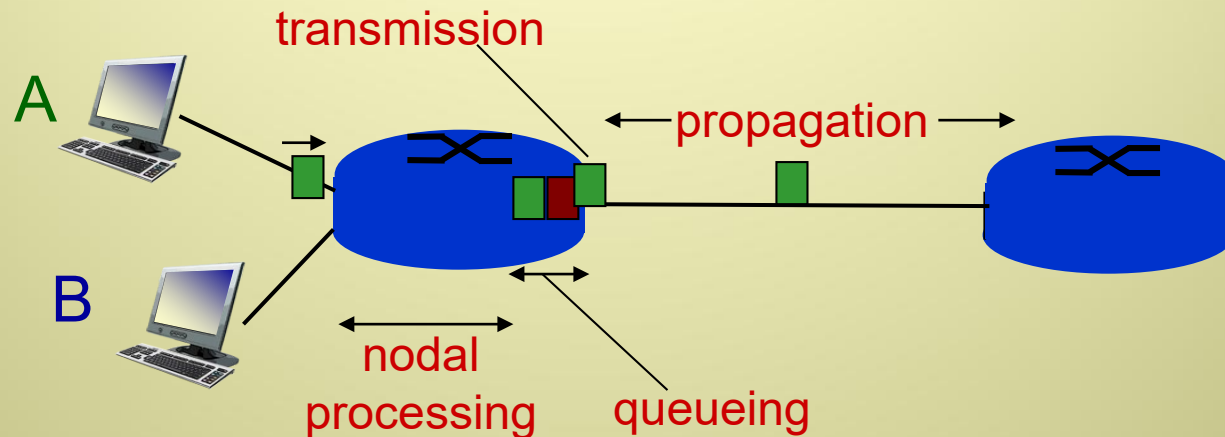 transmission
A
propagation
B
nodal
processing
queueing